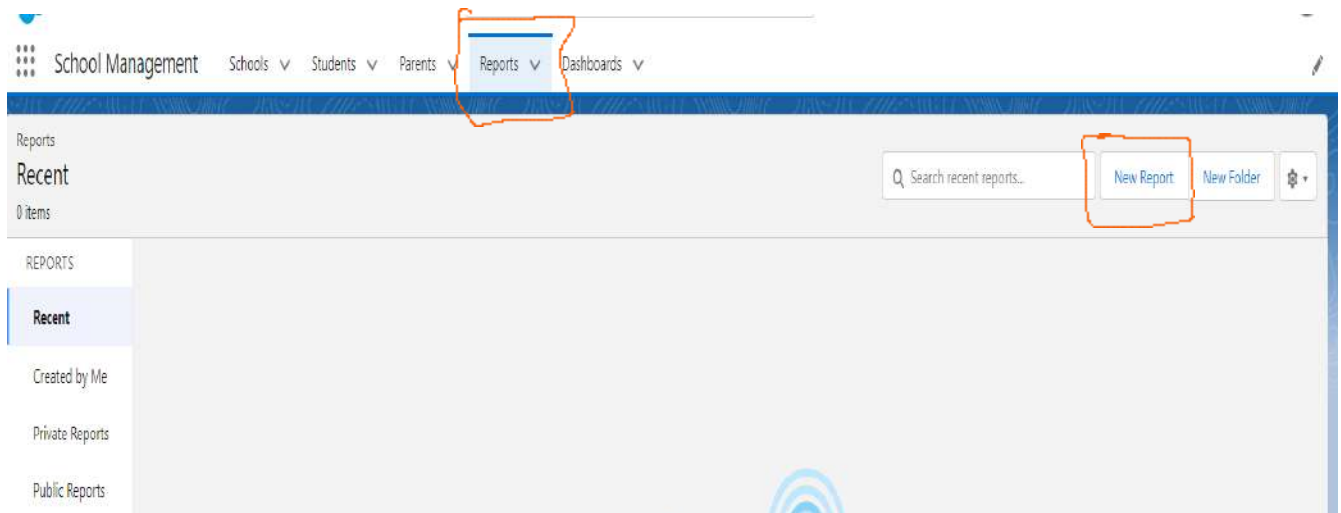 School Management Schools Students Parents Reports Dashboards
Reports
Recent
0 items
Search recent reports...
New Report
New Folder
REPORTS
Recent
Created by Me
Private Reports
Public Reports